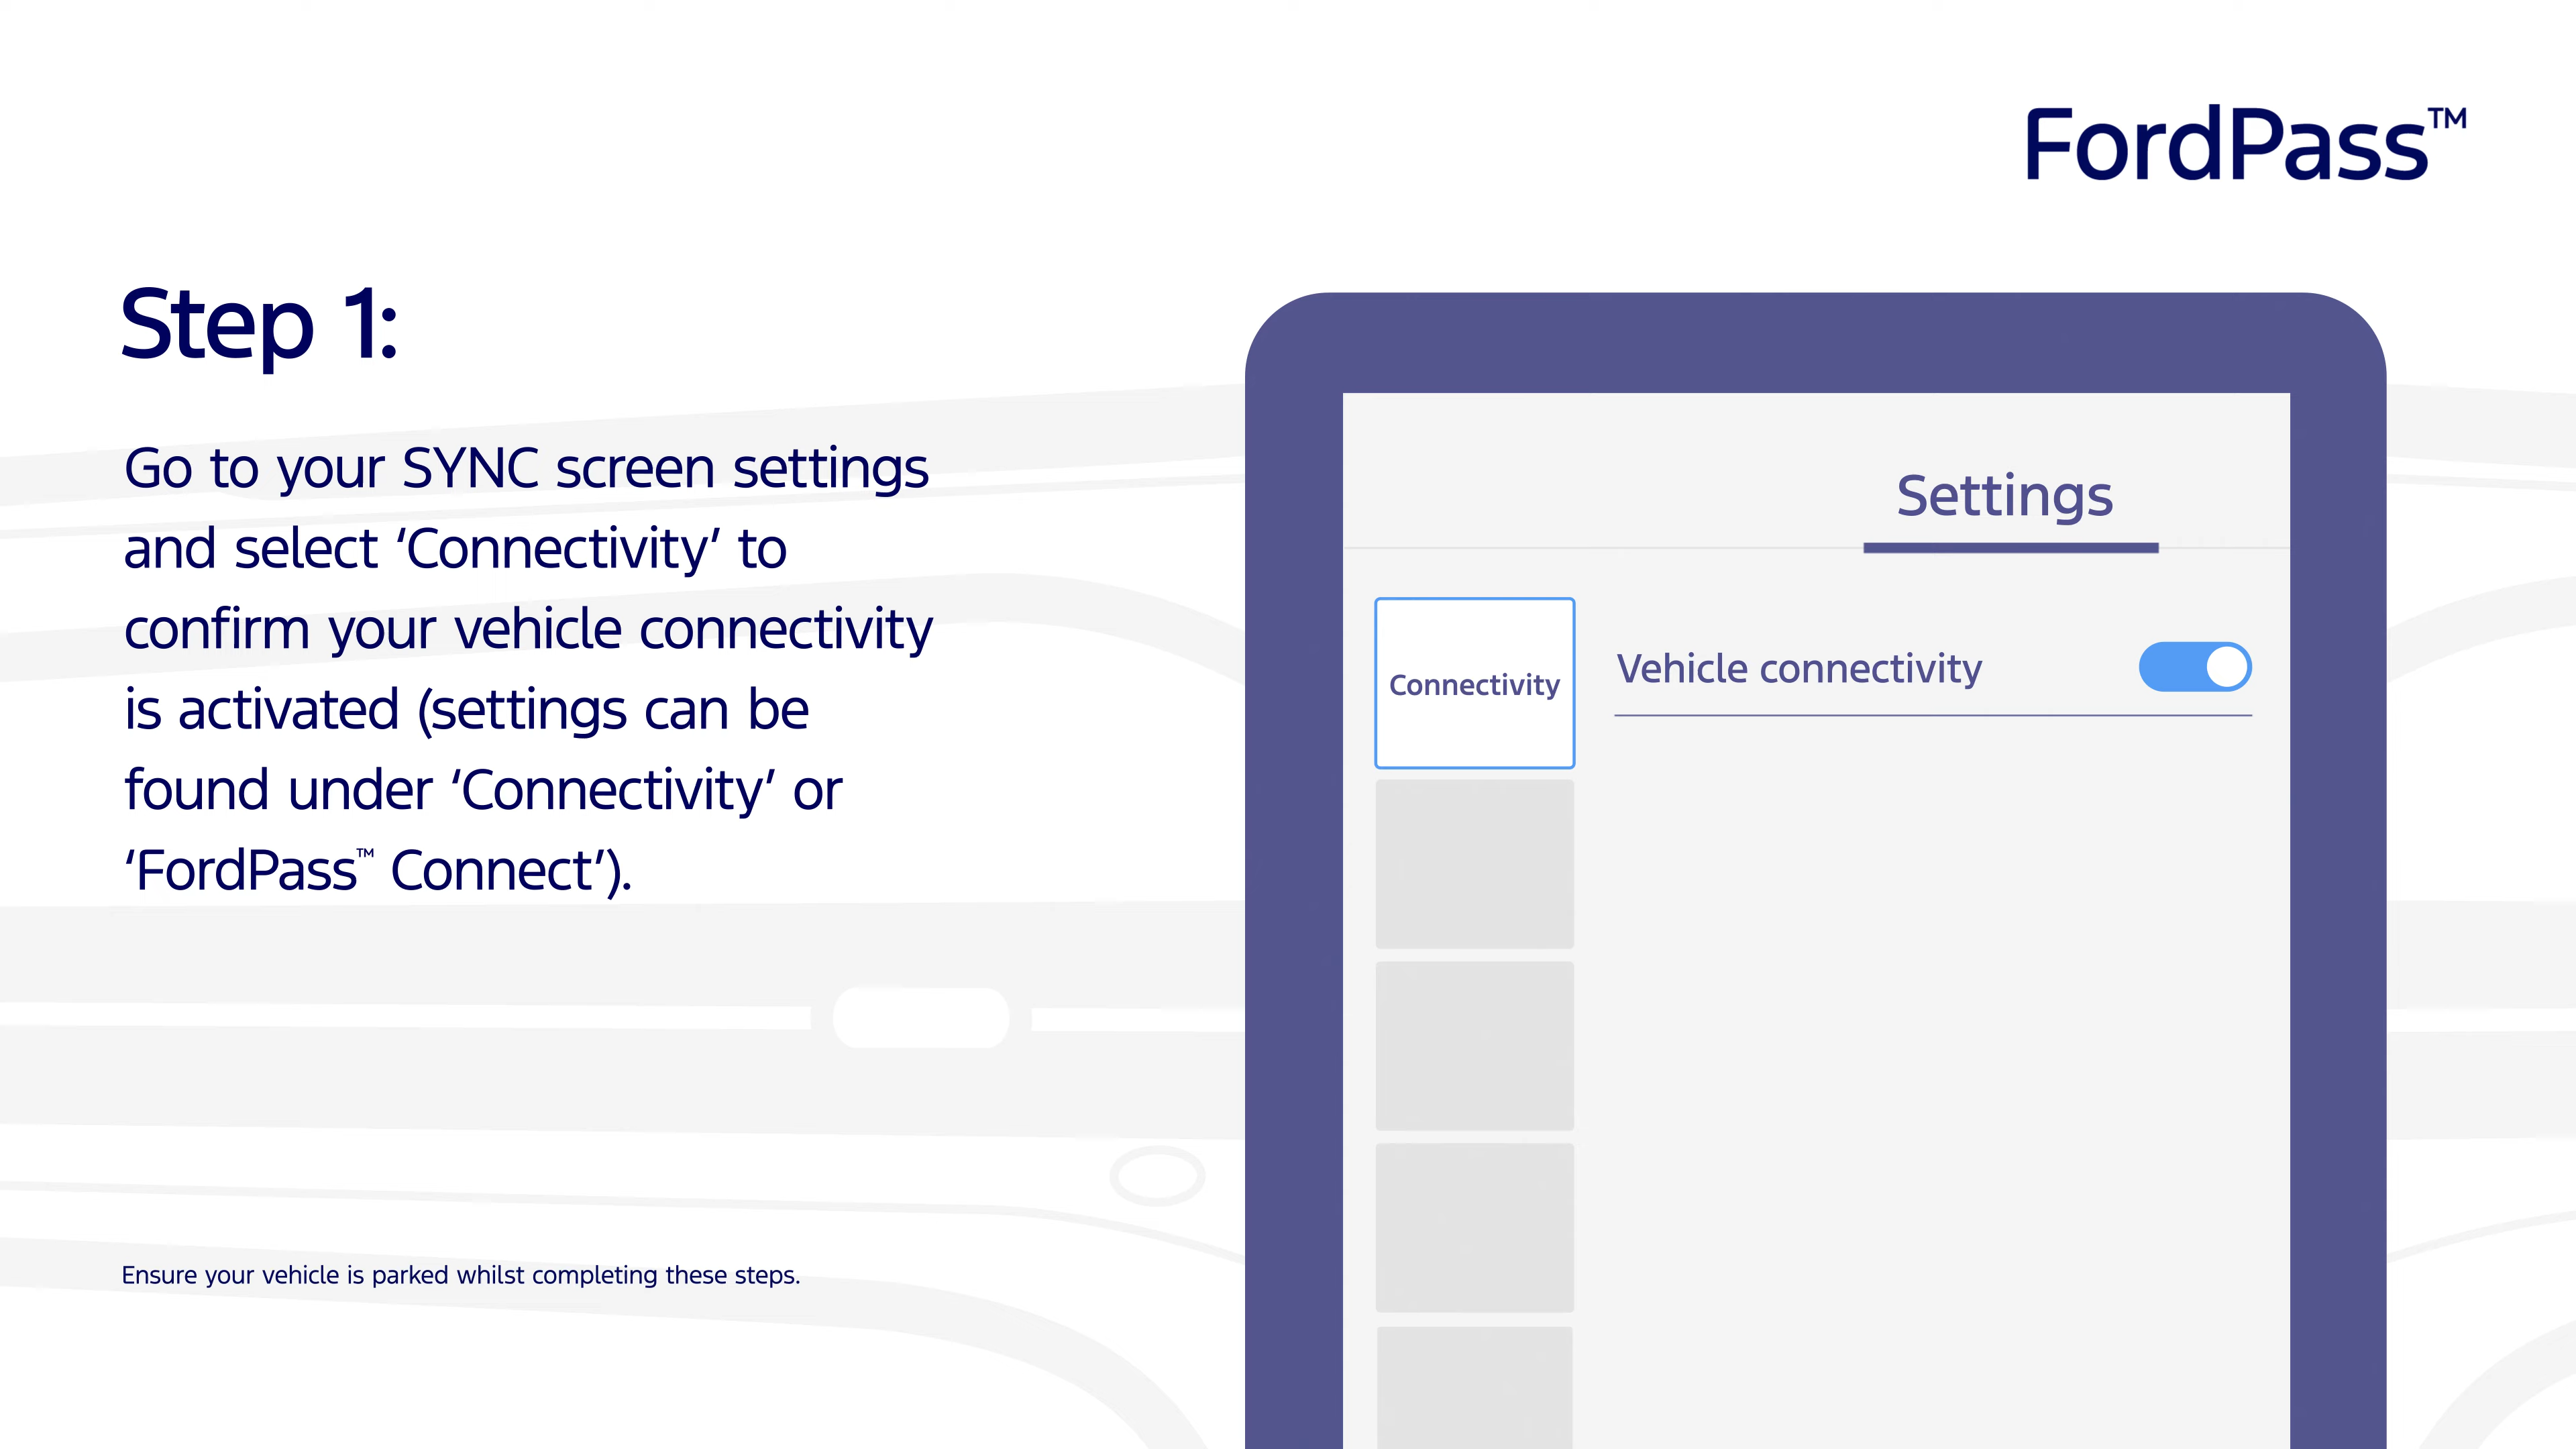 FordPass™
Step 1:
Go to your SYNC screen settings
and select ‘Connectivity’ to
confirm your vehicle connectivity
is activated (settings can be
found under ‘Connectivity’ or
‘FordPass™ Connect’).
Ensure your vehicle is parked whilst completing these steps.
Settings
Connectivity
Vehicle connectivity